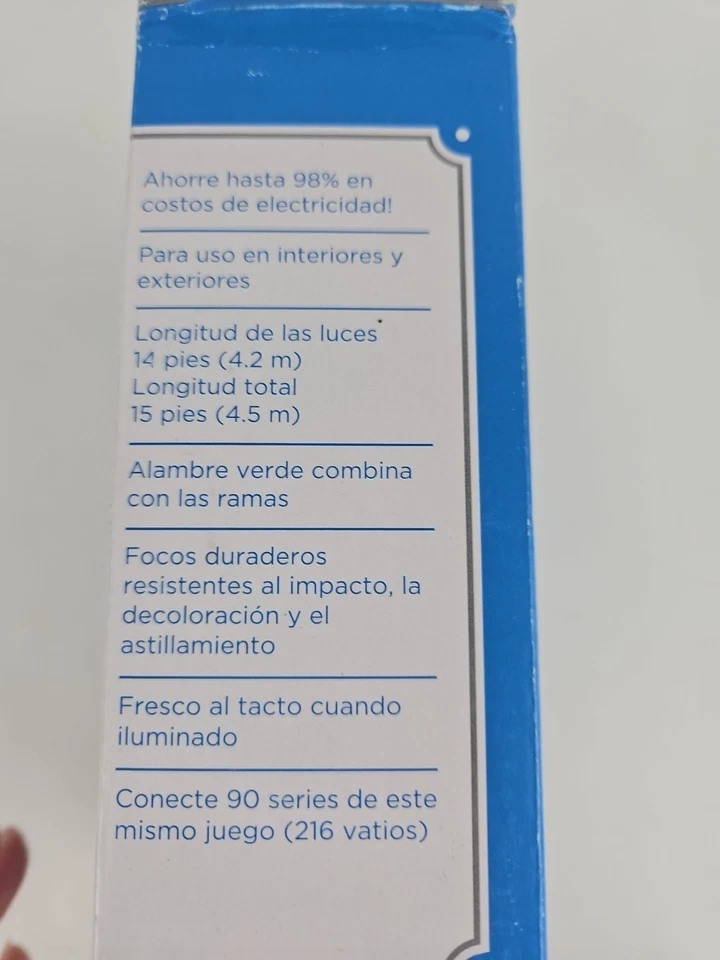 Ahorre hasta 98% en
costos de electricidad!
Para uso en interiores y
exteriores
Longitud de las luces
14 pies (4.2 m)
Longitud total
15 pies (4.5 m)
Alambre verde combina
con las ramas
Focos duraderos
resistentes al impacto, la
decoloración y el
astillamiento
Fresco al tacto cuando
iluminado
Conecte 90 series de este
mismo juego (216 vatios)